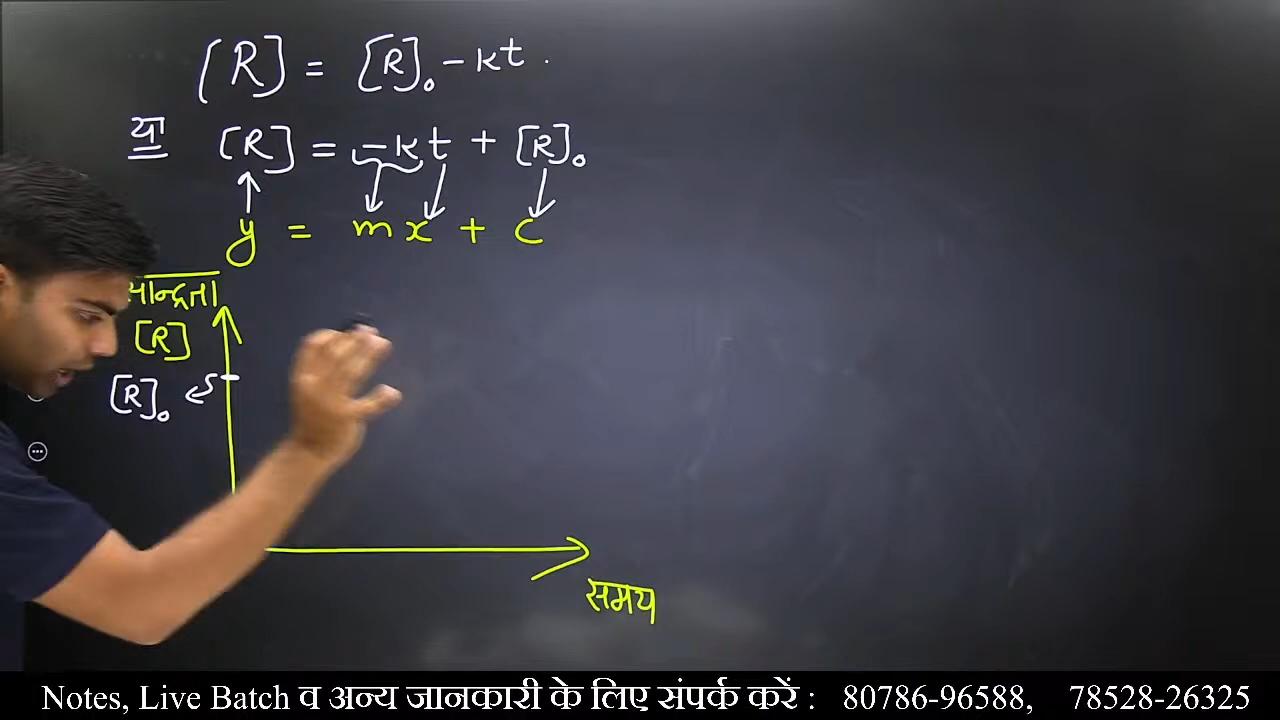 [R] = [R]₀ - kt .
या [R] = -kt + [R]₀
y = mx + c
सान्द्रता
[R]
[R]₀
समय
Notes, Live Batch व अन्य जानकारी के लिए संपर्क करें : 80786-96588, 78528-26325